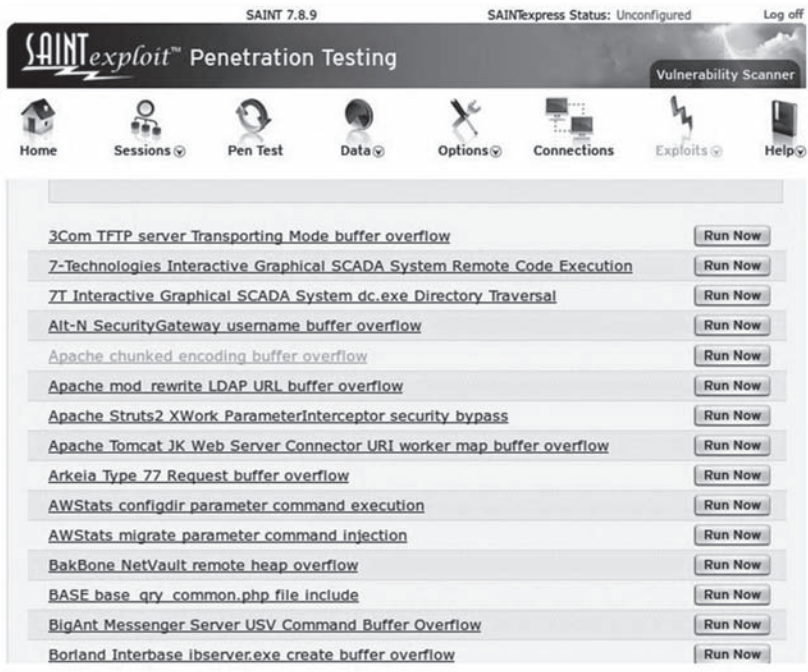 SAINT 7.8.9 SAINTexpress Status: Unconfigured Log off
SAINTexploit™ Penetration Testing
Vulnerability Scanner
Home Sessions Pen Test Data Options Connections Exploits Help
3Com TFTP server Transporting Mode buffer overflow Run Now
7-Technologies Interactive Graphical SCADA System Remote Code Execution Run Now
7T Interactive Graphical SCADA System dc.exe Directory Traversal Run Now
Alt-N SecurityGateway username buffer overflow Run Now
Apache chunked encoding buffer overflow Run Now
Apache mod_rewrite LDAP URL buffer overflow Run Now
Apache Struts2 XWork ParameterInterceptor security bypass Run Now
Apache Tomcat JK Web Server Connector URI worker map buffer overflow Run Now
Arkeia Type 77 Request buffer overflow Run Now
AWStats configdir parameter command execution Run Now
AWStats migrate parameter command injection Run Now
BakBone NetVault remote heap overflow Run Now
BASE base_qry_common.php file include Run Now
BigAnt Messenger Server USV Command Buffer Overflow Run Now
Borland Interbase ibserver.exe create buffer overflow Run Now